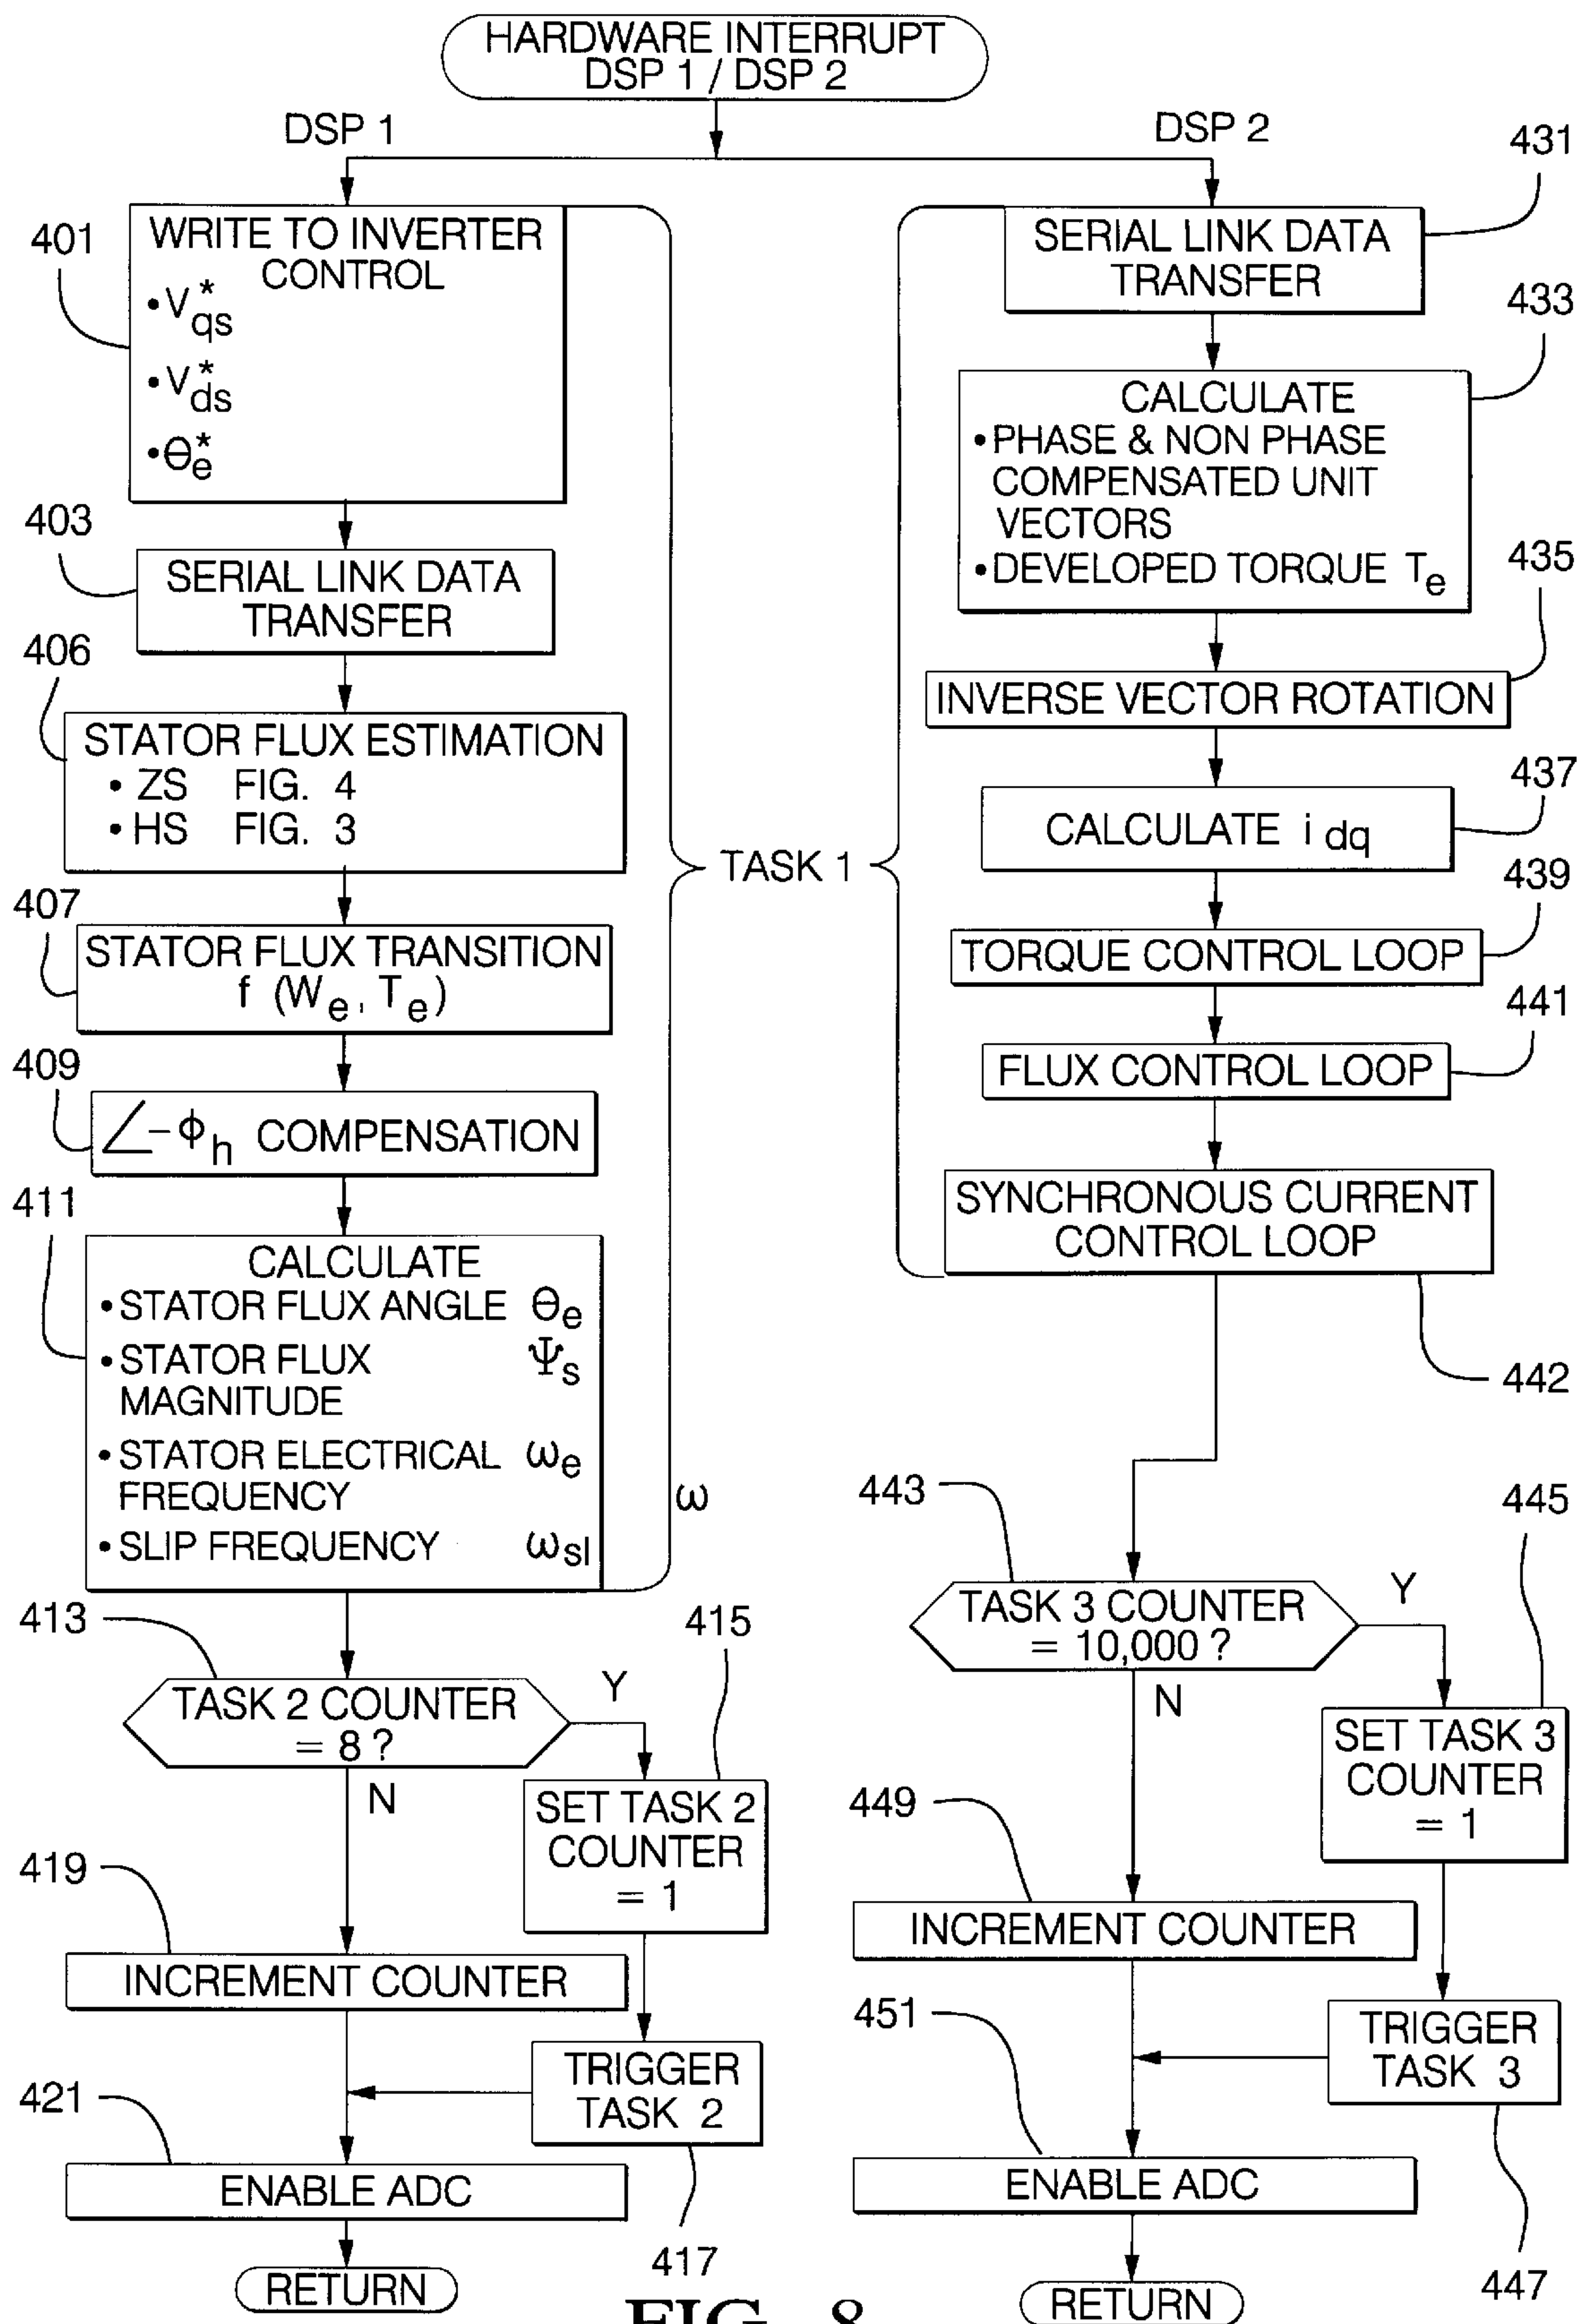 HARDWARE INTERRUPT
DSP 1 / DSP 2
DSP 1
401
WRITE TO INVERTER
CONTROL
• V*qs
• V*ds
• θ*e
403
SERIAL LINK DATA
TRANSFER
406
STATOR FLUX ESTIMATION
• ZS FIG. 4
• HS FIG. 3
407
STATOR FLUX TRANSITION
f (We, Te)
409
∠-ϕh COMPENSATION
411
CALCULATE
• STATOR FLUX ANGLE θe
• STATOR FLUX Ψs
MAGNITUDE
• STATOR ELECTRICAL ωe
FREQUENCY
• SLIP FREQUENCY ωsl
ω
TASK 1
413
TASK 2 COUNTER
= 8 ?
Y
N
415
SET TASK 2
COUNTER
= 1
419
INCREMENT COUNTER
TRIGGER
TASK 2
417
421
ENABLE ADC
RETURN
DSP 2
431
SERIAL LINK DATA
TRANSFER
433
CALCULATE
• PHASE & NON PHASE
COMPENSATED UNIT
VECTORS
• DEVELOPED TORQUE Te
435
INVERSE VECTOR ROTATION
437
CALCULATE i dq
439
TORQUE CONTROL LOOP
441
FLUX CONTROL LOOP
SYNCHRONOUS CURRENT
CONTROL LOOP
442
443
TASK 3 COUNTER
= 10,000 ?
Y
N
445
SET TASK 3
COUNTER
= 1
449
INCREMENT COUNTER
TRIGGER
TASK 3
447
451
ENABLE ADC
RETURN
FIG. 8